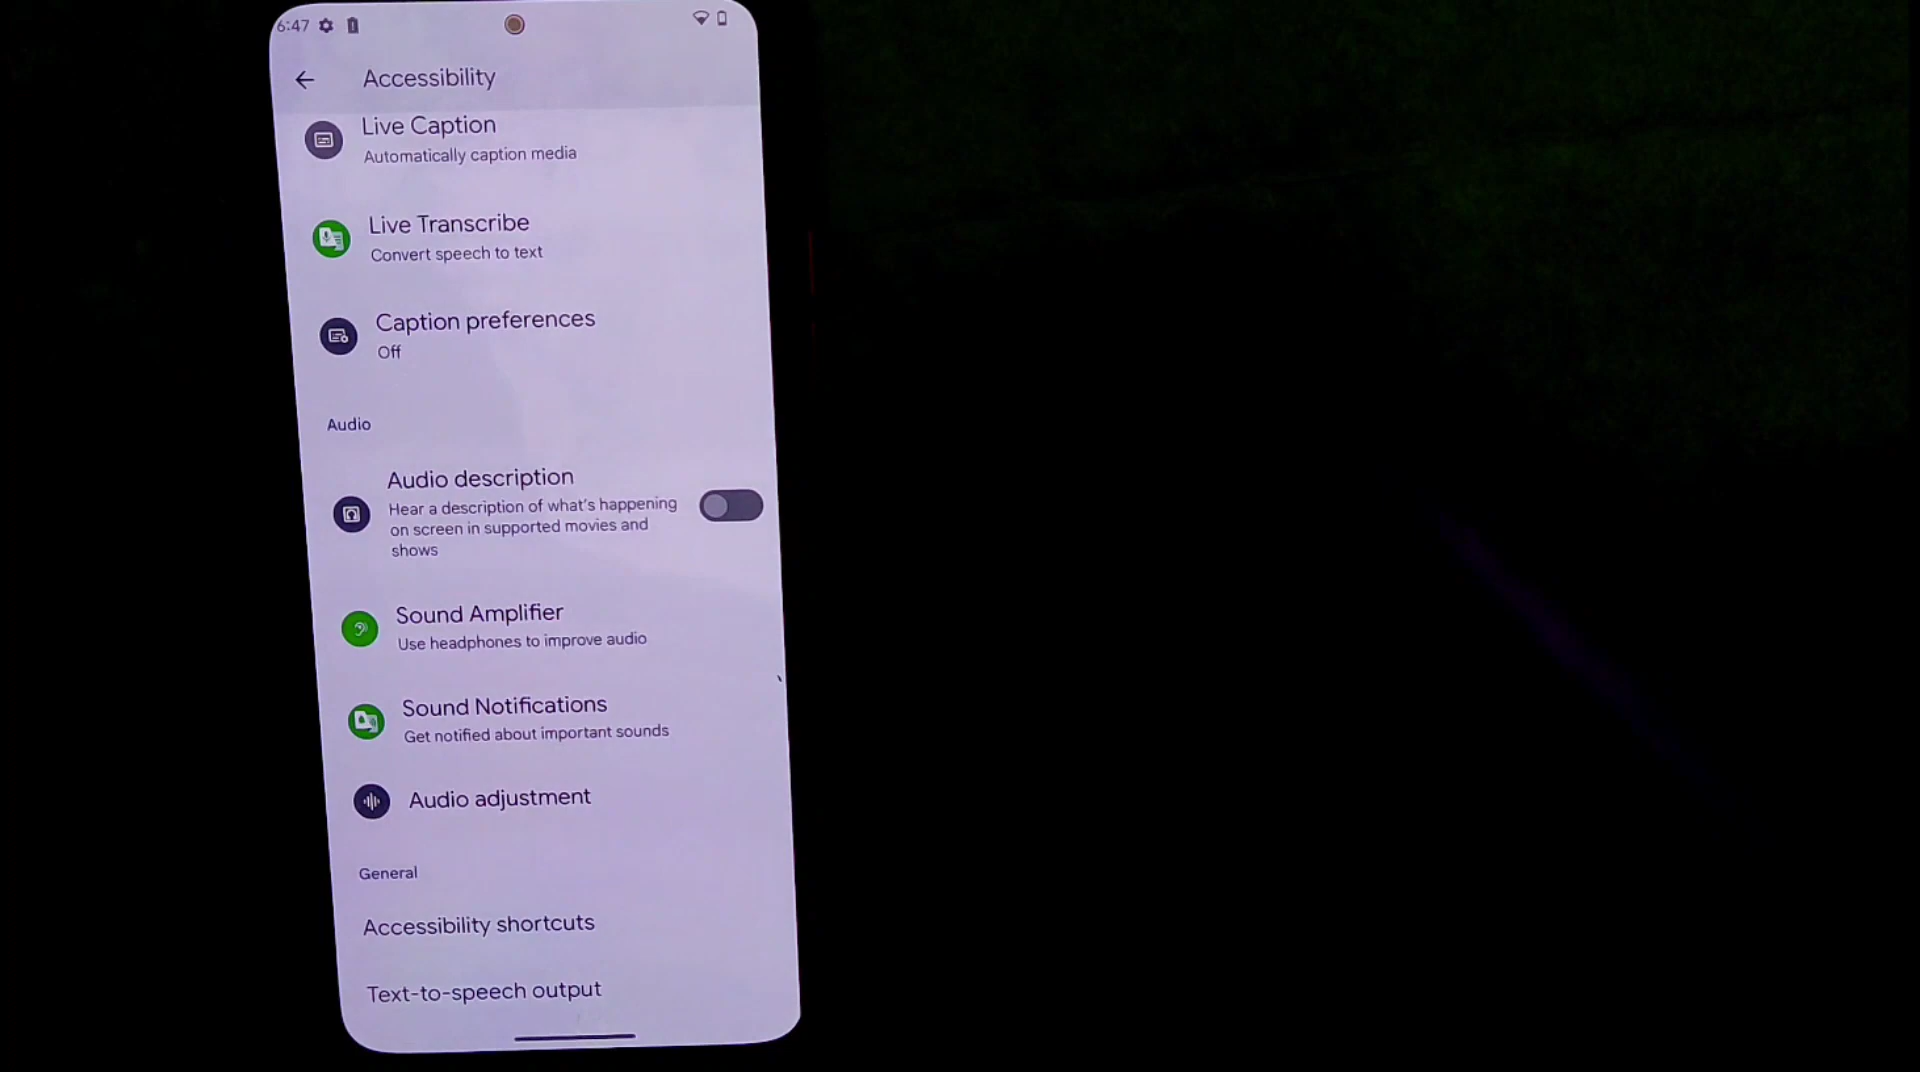 6:47
Accessibility
Live Caption
Automatically caption media
Live Transcribe
Convert speech to text
Caption preferences
Off
Audio
Audio description
Hear a description of what's happening
on screen in supported movies and
shows
Sound Amplifier
Use headphones to improve audio
Sound Notifications
Get notified about important sounds
Audio adjustment
General
Accessibility shortcuts
Text-to-speech output